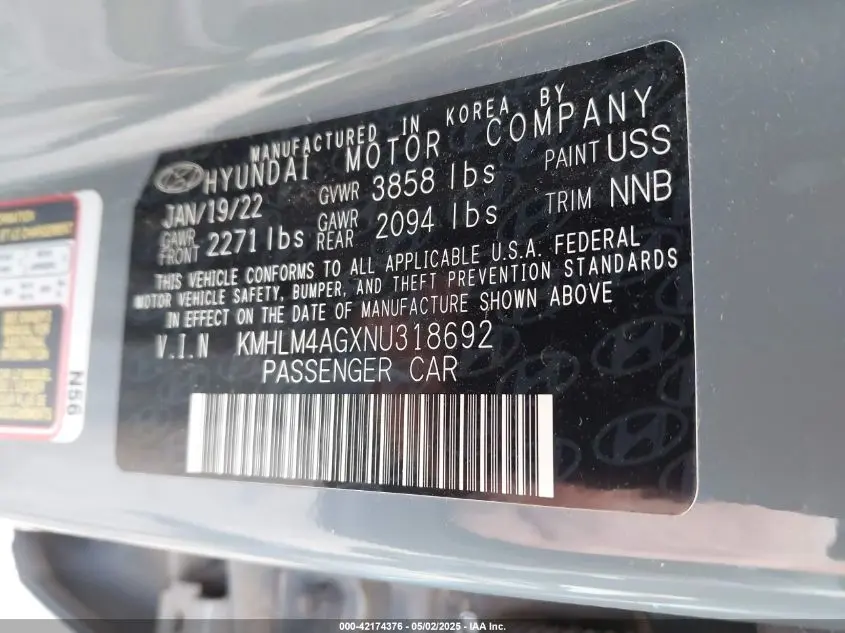 MANUFACTURED IN KOREA BY
HYUNDAI MOTOR COMPANY
JAN/19/22 GVWR 3858 lbs PAINT USS
GAWR FRONT 2271 lbs GAWR REAR 2094 lbs TRIM NNB
THIS VEHICLE CONFORMS TO ALL APPLICABLE U.S.A. FEDERAL
MOTOR VEHICLE SAFETY, BUMPER, AND THEFT PREVENTION STANDARDS
IN EFFECT ON THE DATE OF MANUFACTURE SHOWN ABOVE
V.I.N KMHLM4AGXNU318692
PASSENGER CAR
N56
000-42174376 - 05/02/2025 - IAA Inc.